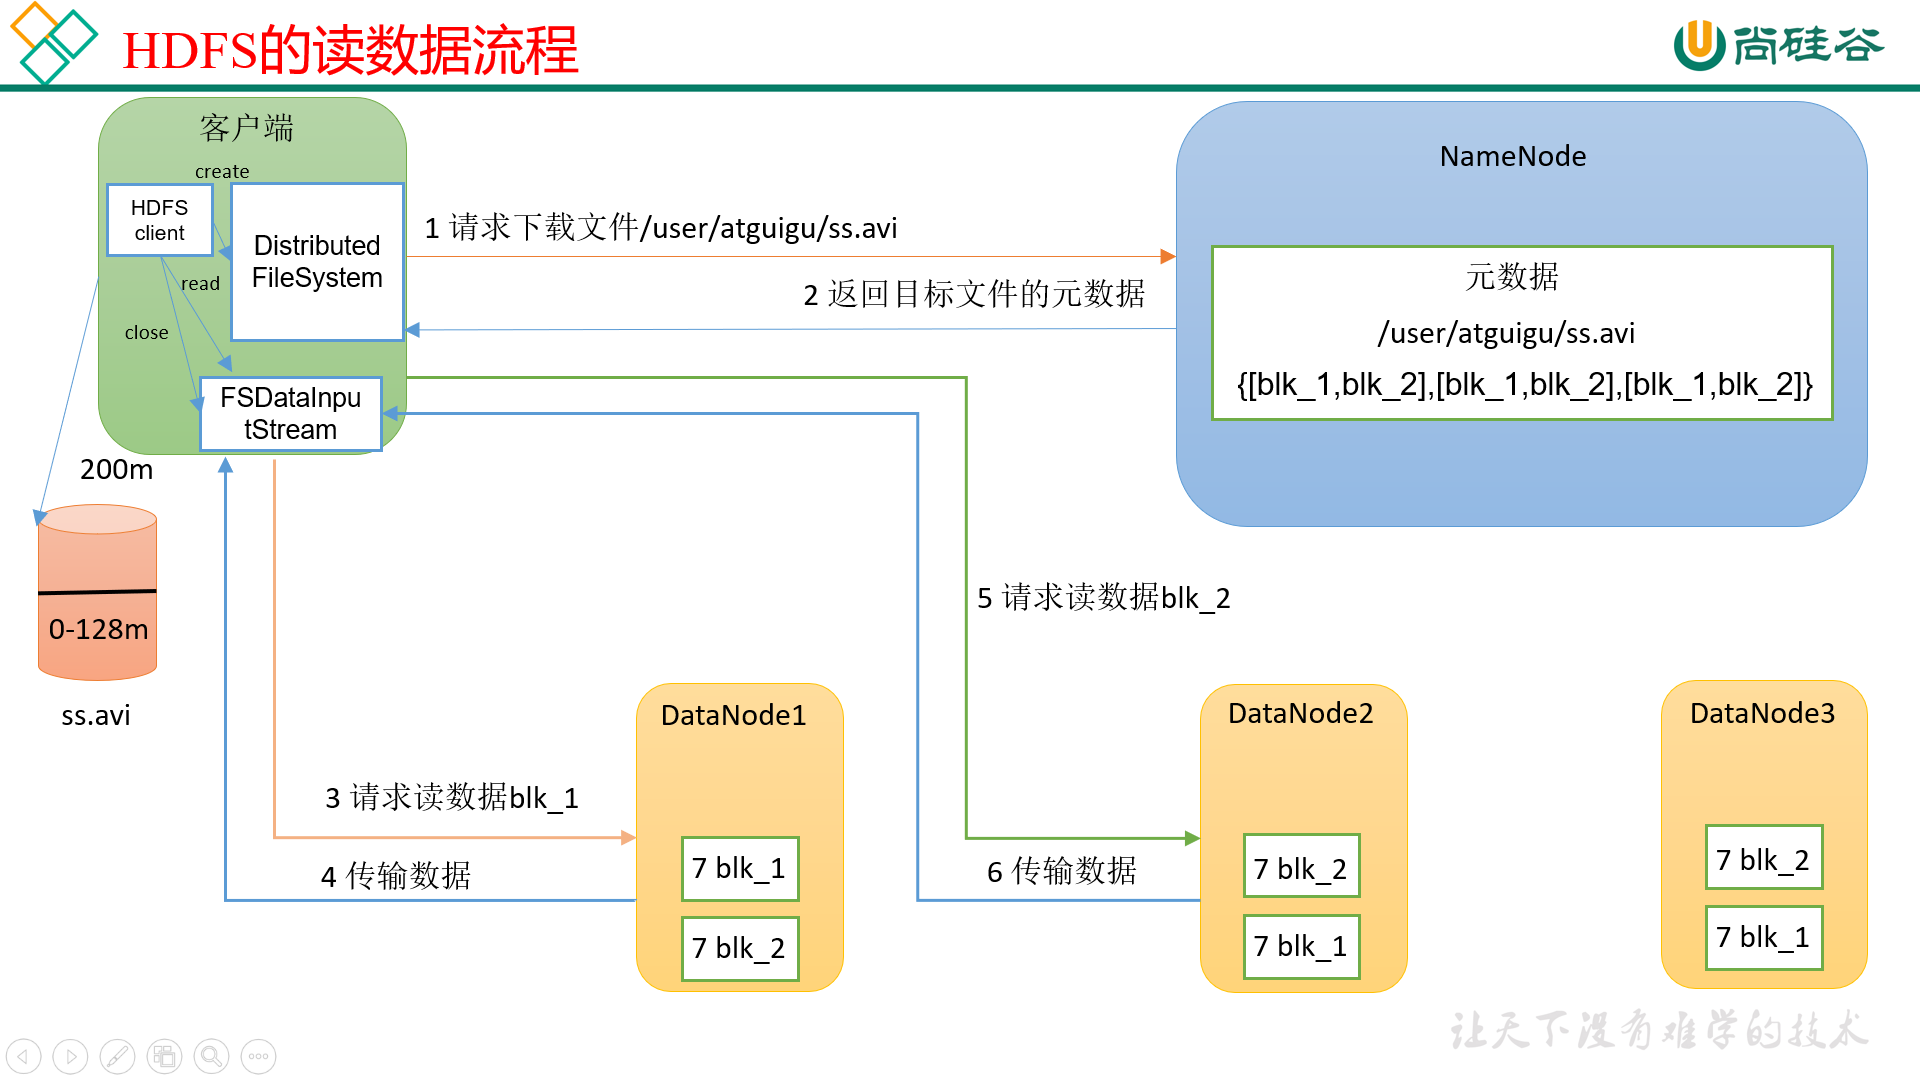 HDFS的读数据流程
尚硅谷
客户端
create
HDFS
client
Distributed
FileSystem
read
close
FSDataInpu
tStream
1 请求下载文件/user/atguigu/ss.avi
2 返回目标文件的元数据
NameNode
元数据
/user/atguigu/ss.avi
{[blk_1,blk_2],[blk_1,blk_2],[blk_1,blk_2]}
200m
0-128m
ss.avi
3 请求读数据blk_1
4 传输数据
5 请求读数据blk_2
6 传输数据
DataNode1
7 blk_1
7 blk_2
DataNode2
7 blk_2
7 blk_1
DataNode3
7 blk_2
7 blk_1
让天下没有难学的技术